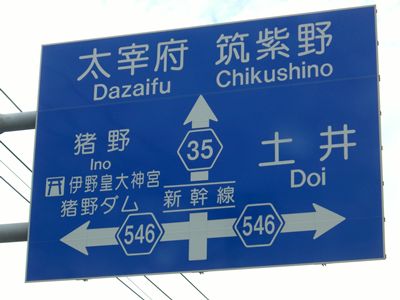 太宰府 筑紫野
Dazaifu Chikushino
猪野
Ino
伊野皇大神宮
猪野ダム
35
新幹線
土井
Doi
546
546